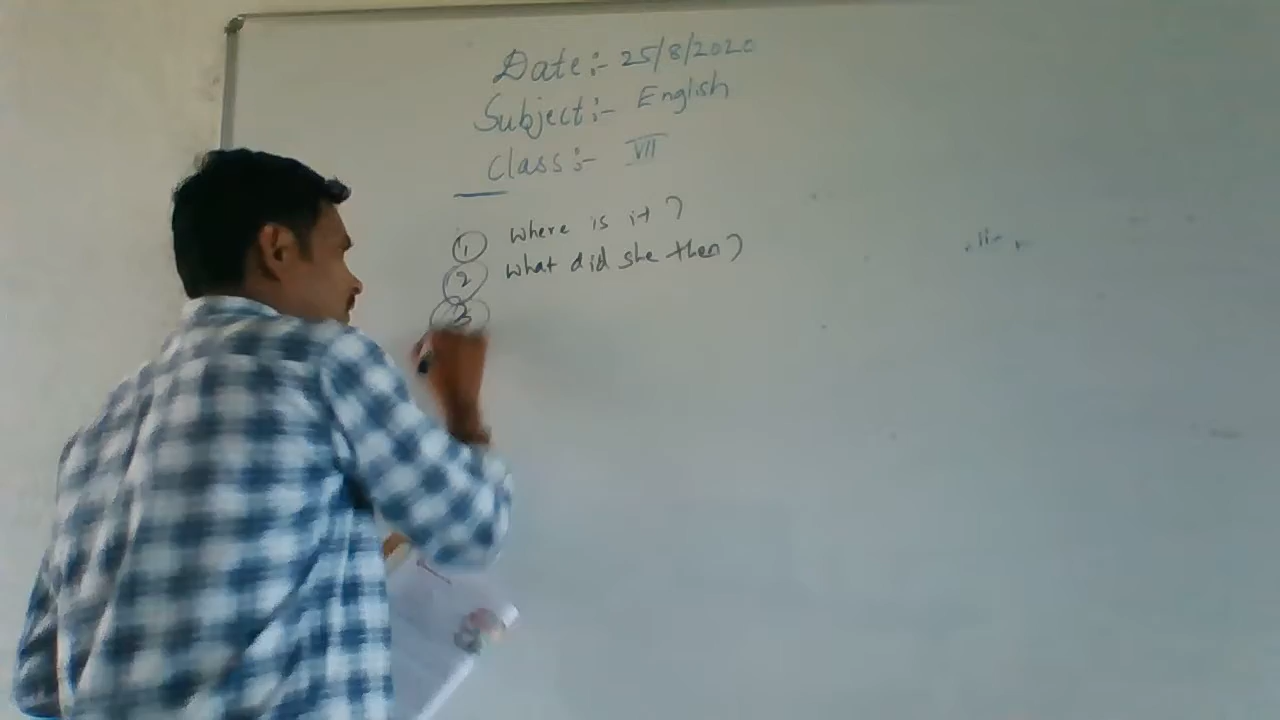 Date:- 25/8/2020
Subject:- English
Class:- VII
1 Where is it?
2 What did she then?
3